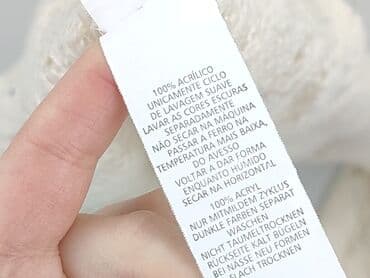 100% ACRÍLICO
UNICAMENTE CICLO
DE LAVAGEM SUAVE
LAVAR AS CORES ESCURAS
SEPARADAMENTE
NÃO SECAR NA MÁQUINA
PASSAR A FERRO NA
TEMPERATURA MAIS BAIXA,
DO AVESSO
VOLTAR A DAR FORMA
ENQUANTO HÚMIDO
SECAR NA HORIZONTAL
100% ACRYL
NUR MITMILDEM ZYKLUS
DUNKLE FARBEN SEPARAT
WASCHEN
NICHT TAUMELTROCKNEN
RÜCKSEITE KALT BÜGELN
BEI NASSE NEU FORMEN
FLACH TROCKNEN